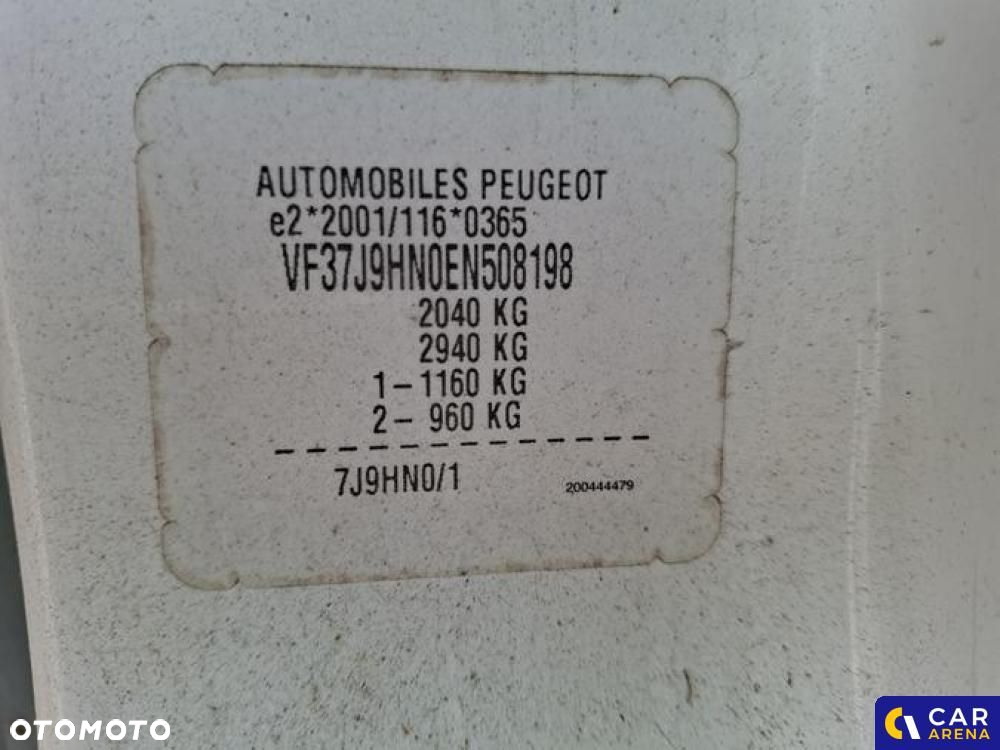 AUTOMOBILES PEUGEOT
e2*2001/116*0365
VF37J9HN0EN508198
2040 KG
2940 KG
1- 1160 KG
2- 960 KG
-------------
7J9HN0/1 200444479
OTOMOTO
CAR
ARENA